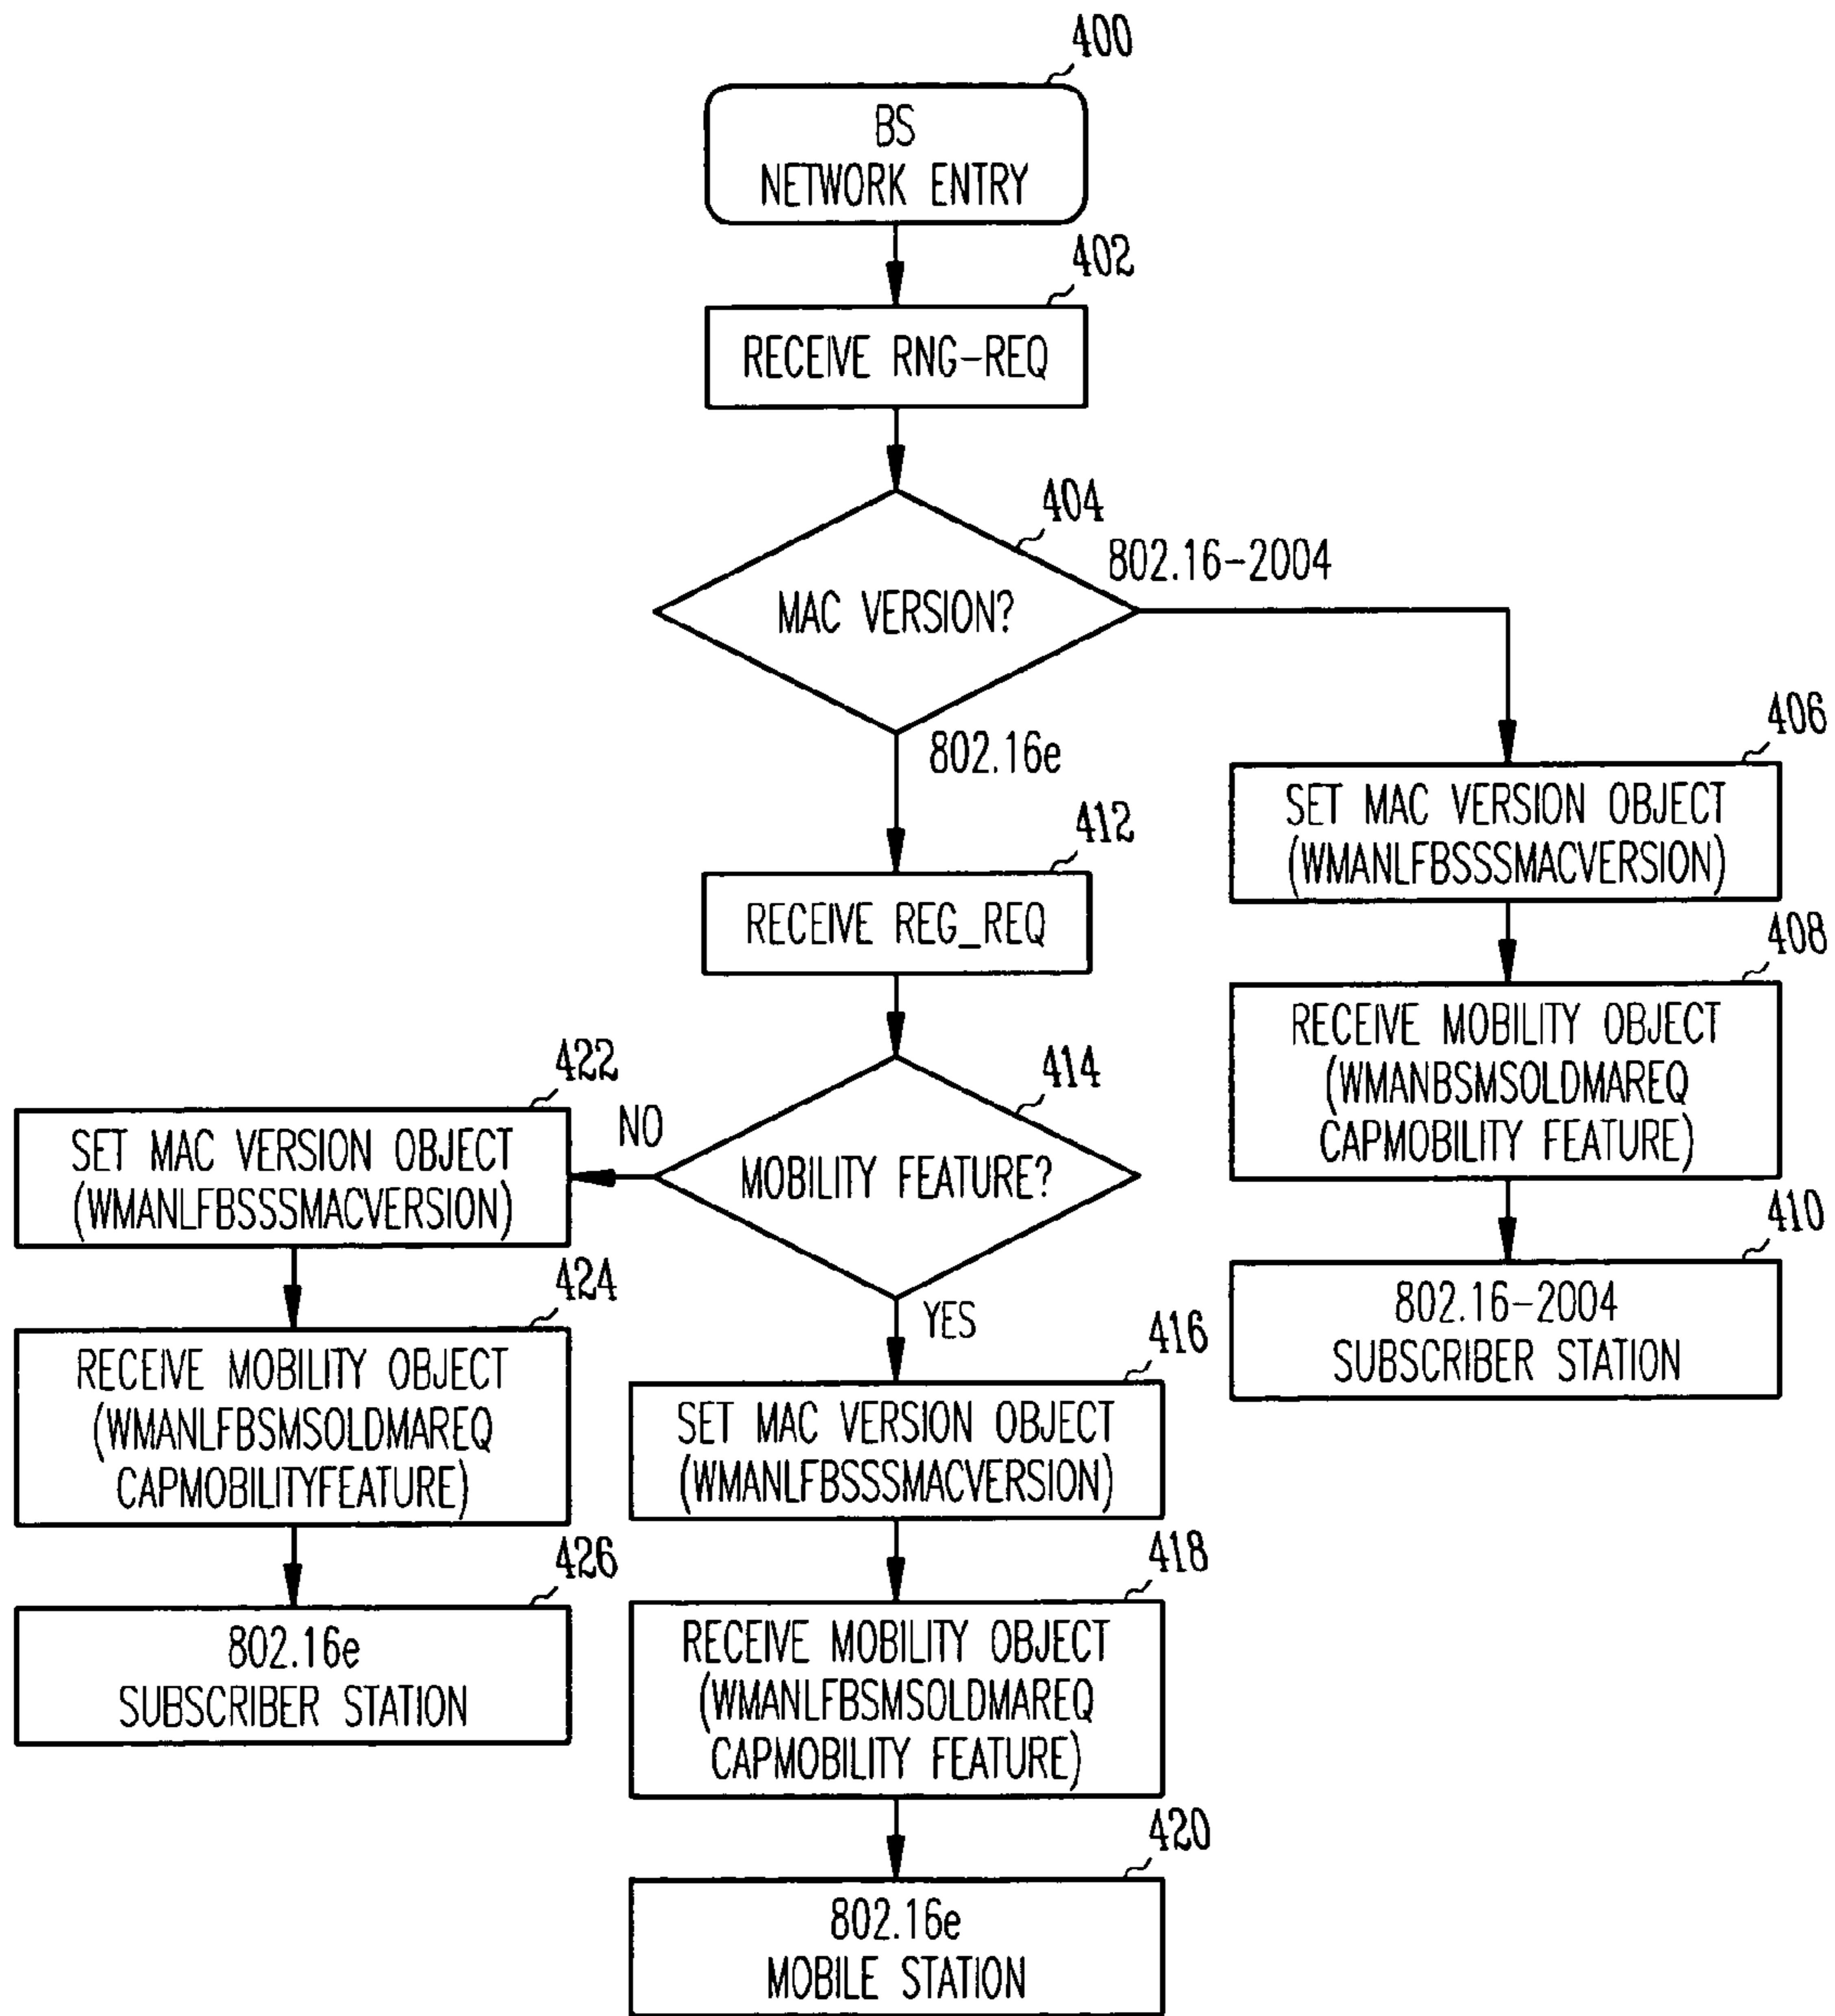 400
BS
NETWORK ENTRY
402
RECEIVE RNG-REQ
404
802.16-2004
MAC VERSION?
802.16e
406
SET MAC VERSION OBJECT
(WMANLFBSSSMACVERSION)
408
RECEIVE MOBILITY OBJECT
(WMANBSMSOLDMAREQ
CAPMOBILITY FEATURE)
410
802.16-2004
SUBSCRIBER STATION
412
RECEIVE REG_REQ
414
MOBILITY FEATURE?
NO
YES
422
SET MAC VERSION OBJECT
(WMANLFBSSSMACVERSION)
424
RECEIVE MOBILITY OBJECT
(WMANLFBSMSOLDMAREQ
CAPMOBILITYFEATURE)
426
802.16e
SUBSCRIBER STATION
416
SET MAC VERSION OBJECT
(WMANLFBSSSMACVERSION)
418
RECEIVE MOBILITY OBJECT
(WMANLFBSMSOLDMAREQ
CAPMOBILITY FEATURE)
420
802.16e
MOBILE STATION